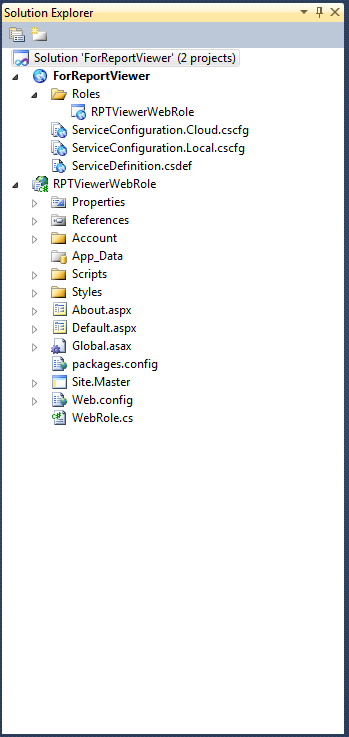 Solution Explorer
Solution 'ForReportViewer' (2 projects)
ForReportViewer
Roles
RPTViewerWebRole
ServiceConfiguration.Cloud.cscfg
ServiceConfiguration.Local.cscfg
ServiceDefinition.csdef
RPTViewerWebRole
Properties
References
Account
App_Data
Scripts
Styles
About.aspx
Default.aspx
Global.asax
packages.config
Site.Master
Web.config
WebRole.cs